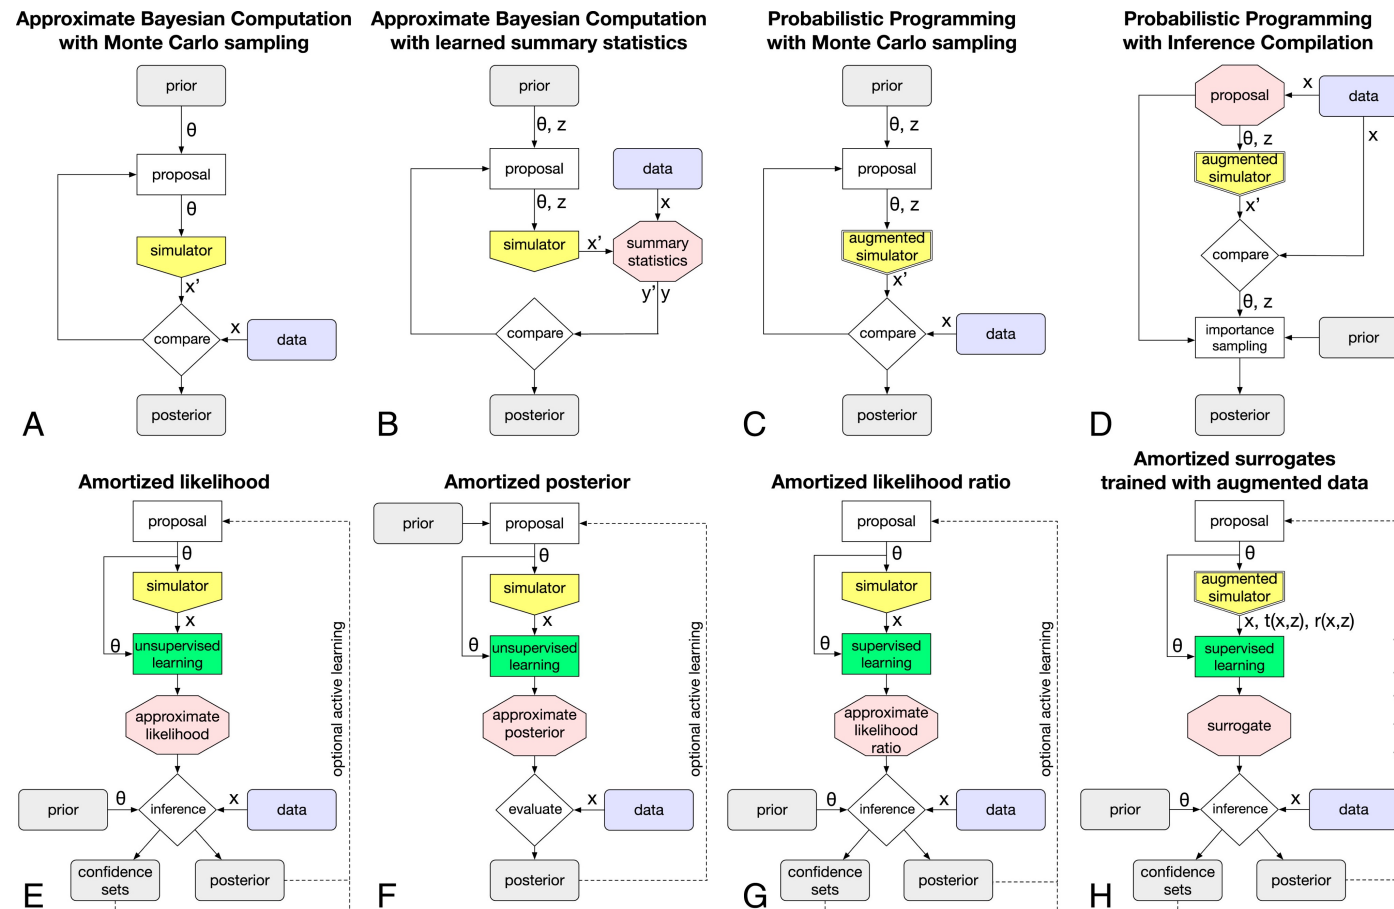 Approximate Bayesian Computation
with Monte Carlo sampling
prior
θ
proposal
θ
simulator
x'
compare
x
data
posterior
A
Approximate Bayesian Computation
with learned summary statistics
prior
θ, z
proposal
data
θ, z
x
simulator
x'
summary
statistics
y' y
compare
posterior
B
Probabilistic Programming
with Monte Carlo sampling
prior
θ, z
proposal
θ, z
augmented
simulator
x'
compare
x
data
posterior
C
Probabilistic Programming
with Inference Compilation
proposal
x
data
θ, z
x
augmented
simulator
x'
compare
θ, z
importance
sampling
prior
posterior
D
Amortized likelihood
proposal
θ
simulator
x
θ
unsupervised
learning
approximate
likelihood
optional active learning
prior
θ
inference
x
data
confidence
sets
posterior
E
Amortized posterior
prior
proposal
θ
simulator
x
θ
unsupervised
learning
approximate
posterior
optional active learning
evaluate
x
data
posterior
F
Amortized likelihood ratio
proposal
θ
simulator
x
θ
supervised
learning
approximate
likelihood
ratio
optional active learning
prior
θ
inference
x
data
confidence
sets
posterior
G
Amortized surrogates
trained with augmented data
proposal
θ
augmented
simulator
x, t(x,z), r(x,z)
θ
supervised
learning
surrogate
prior
θ
inference
x
data
confidence
sets
posterior
H